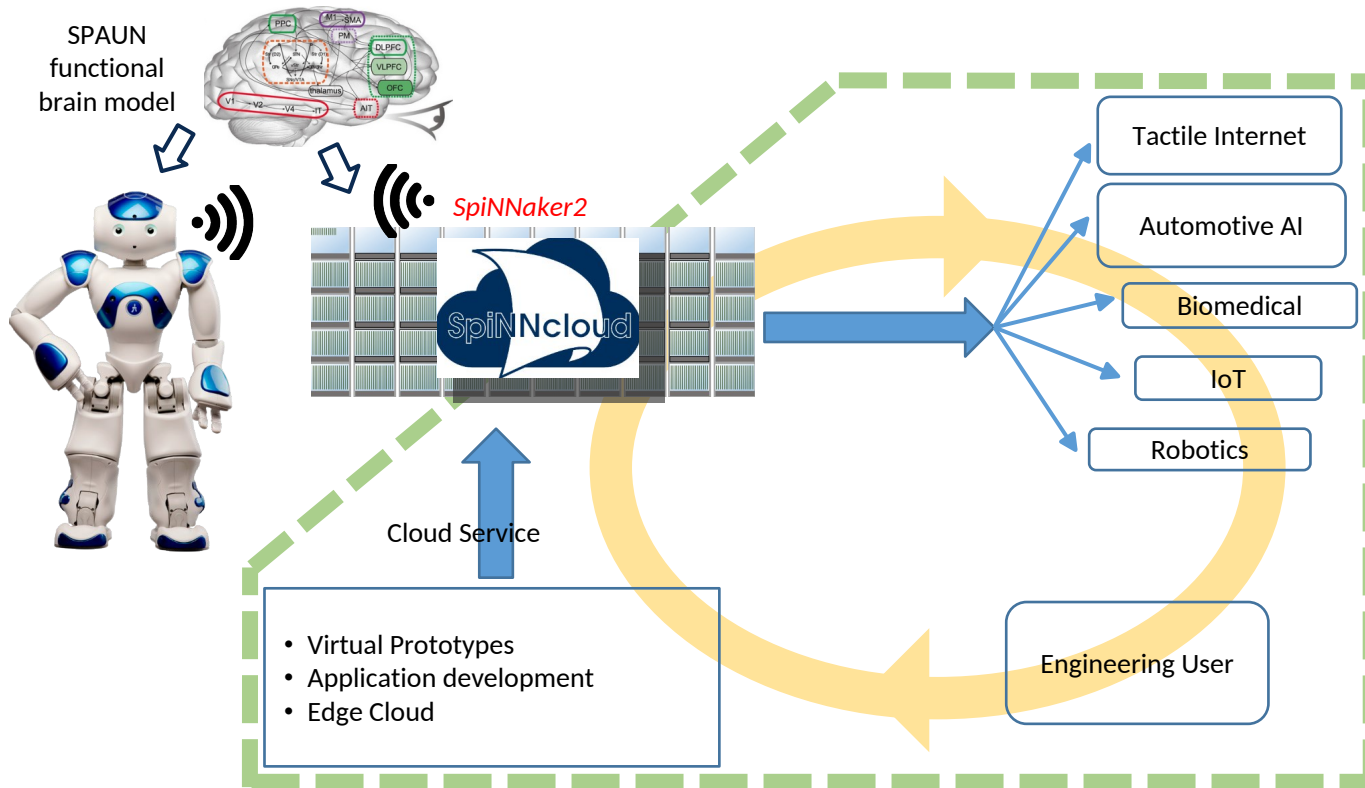 SPAUN
functional
brain model
PPC
M1
SMA
PM
DLPFC
VLPFC
OFC
thalamus
V1
V2
V4
IT
AIT
SpiNNaker2
SpiNNcloud
Tactile Internet
Automotive AI
Biomedical
IoT
Robotics
Cloud Service
• Virtual Prototypes
• Application development
• Edge Cloud
Engineering User